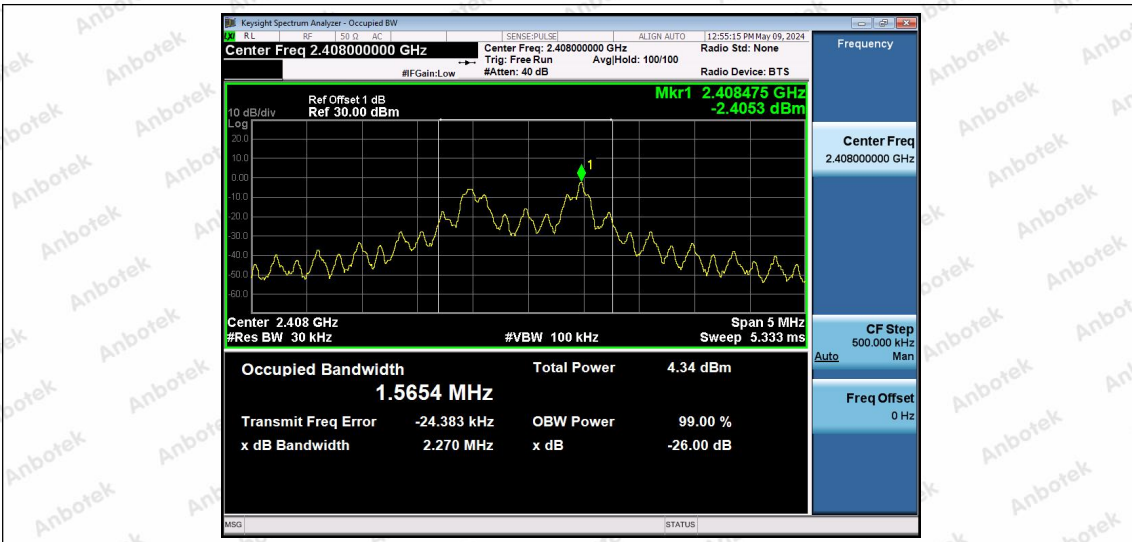 Keysight Spectrum Analyzer - Occupied BW
LXI RL RF 50 Ω AC SENSE:PULSE ALIGN AUTO 12:55:15 PM May 09, 2024
Center Freq 2.408000000 GHz
Center Freq: 2.408000000 GHz
Radio Std: None
Trig: Free Run Avg|Hold: 100/100
#IFGain:Low
#Atten: 40 dB
Radio Device: BTS
Mkr1 2.408475 GHz
-2.4053 dBm
Ref Offset 1 dB
10 dB/div Ref 30.00 dBm
Log
20.0
10.0
0.00
-10.0
-20.0
-30.0
-40.0
-50.0
-60.0
1
Center 2.408 GHz
Span 5 MHz
#Res BW 30 kHz
#VBW 100 kHz
Sweep 5.333 ms
Occupied Bandwidth
Total Power 4.34 dBm
1.5654 MHz
Transmit Freq Error -24.383 kHz OBW Power 99.00 %
x dB Bandwidth 2.270 MHz x dB -26.00 dB
MSG
STATUS
Frequency
Center Freq
2.408000000 GHz
CF Step
500.000 kHz
Auto Man
Freq Offset
0 Hz
Anbotek